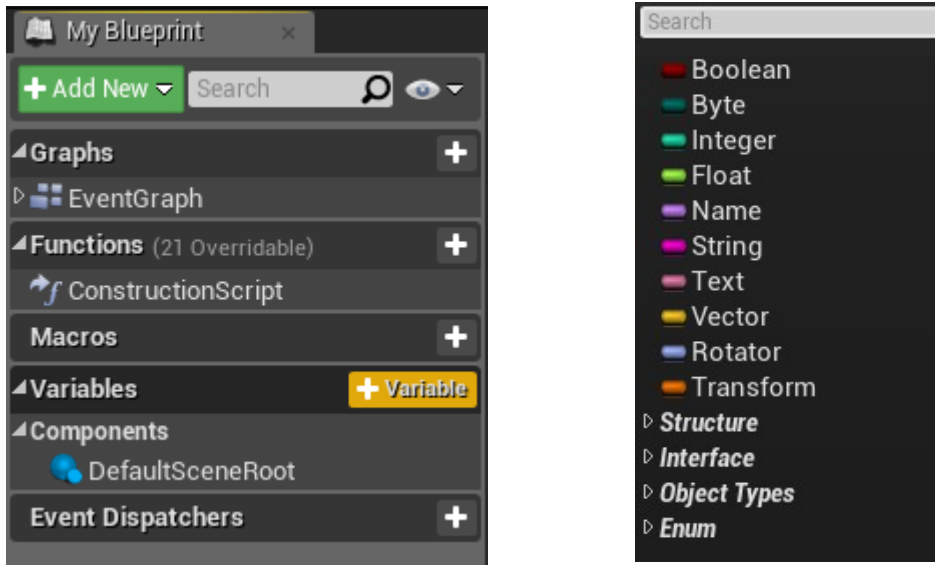 My Blueprint
Add New Search
Graphs
EventGraph
Functions (21 Overridable)
ConstructionScript
Macros
Variables Variable
Components
DefaultSceneRoot
Event Dispatchers
Search
Boolean
Byte
Integer
Float
Name
String
Text
Vector
Rotator
Transform
Structure
Interface
Object Types
Enum